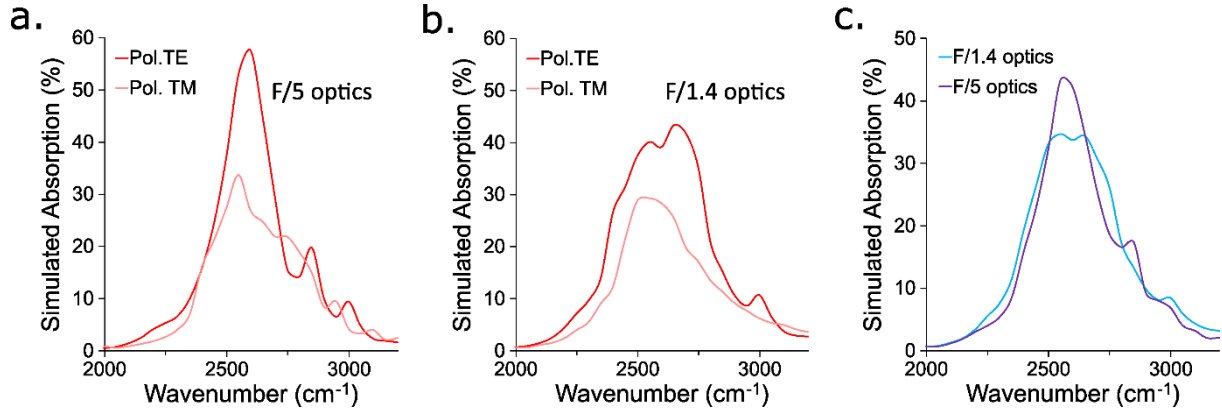 a.
Simulated Absorption (%)
60
50
40
30
20
10
0
Pol.TE
Pol. TM
F/5 optics
2000
2500
3000
Wavenumber (cm⁻¹)
b.
Simulated Absorption (%)
60
50
40
30
20
10
0
Pol.TE
Pol. TM
F/1.4 optics
2000
2500
3000
Wavenumber (cm⁻¹)
c.
Simulated Absorption (%)
50
40
30
20
10
0
F/1.4 optics
F/5 optics
2000
2500
3000
Wavenumber (cm⁻¹)